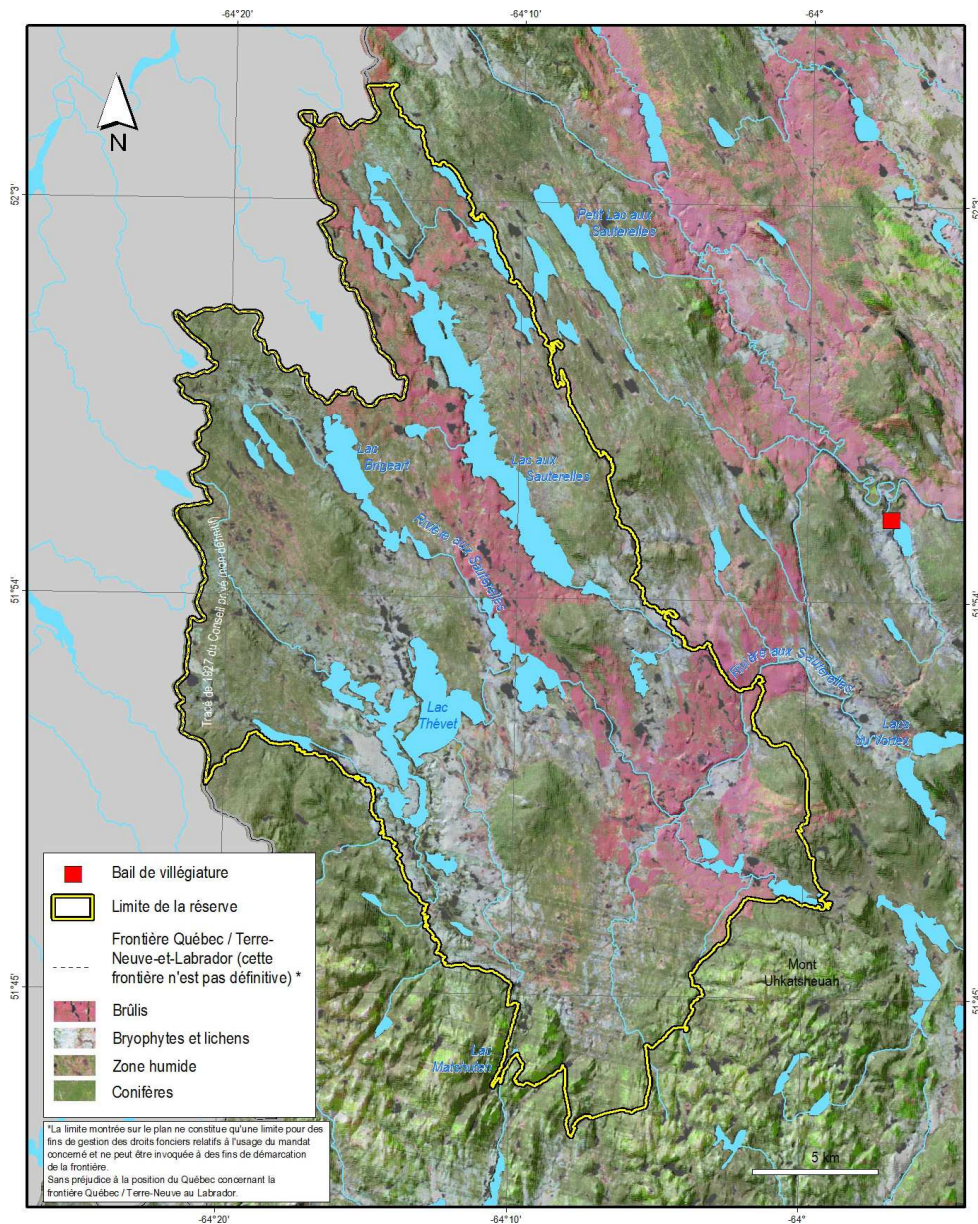 -64°20'
-64°10'
-64°
52°3'
52°3'
N
Petit Lac aux
Sauterelles
Lac
Brigeart
Lac aux
Sauterelles
Rivière aux Sauterelles
51°54'
51°54'
Tracé de 1927 du Conseil privé (non définitif)
Rivière aux Sauterelles
Lac
Thévet
Lacs
du Vortex
Bail de villégiature
Limite de la réserve
Frontière Québec / Terre-
Neuve-et-Labrador (cette
frontière n'est pas définitive) *
Brûlis
Bryophytes et lichens
Zone humide
Conifères
Mont
Uhkatsheuah
51°45'
51°45'
Lac
*La limite montrée sur le plan ne constitue qu'une limite pour des
fins de gestion des droits fonciers relatifs à l'usage du mandat
concerné et ne peut être invoquée à des fins de démarcation
de la frontière.
Sans préjudice à la position du Québec concernant la
frontière Québec / Terre-Neuve au Labrador.
5 km
-64°20'
-64°10'
-64°